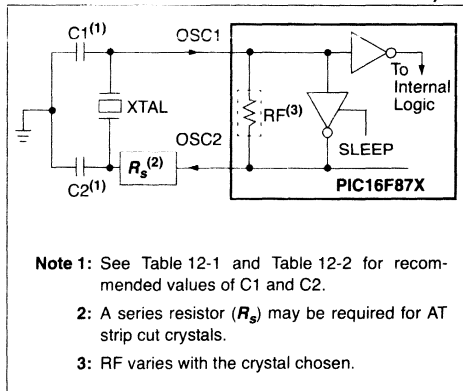 C1(1)
OSC1
To
Internal
Logic
XTAL
RF(3)
OSC2
SLEEP
Rs(2)
C2(1)
PIC16F87X
Note 1: See Table 12-1 and Table 12-2 for recom-
mended values of C1 and C2.
2: A series resistor (Rs) may be required for AT
strip cut crystals.
3: RF varies with the crystal chosen.